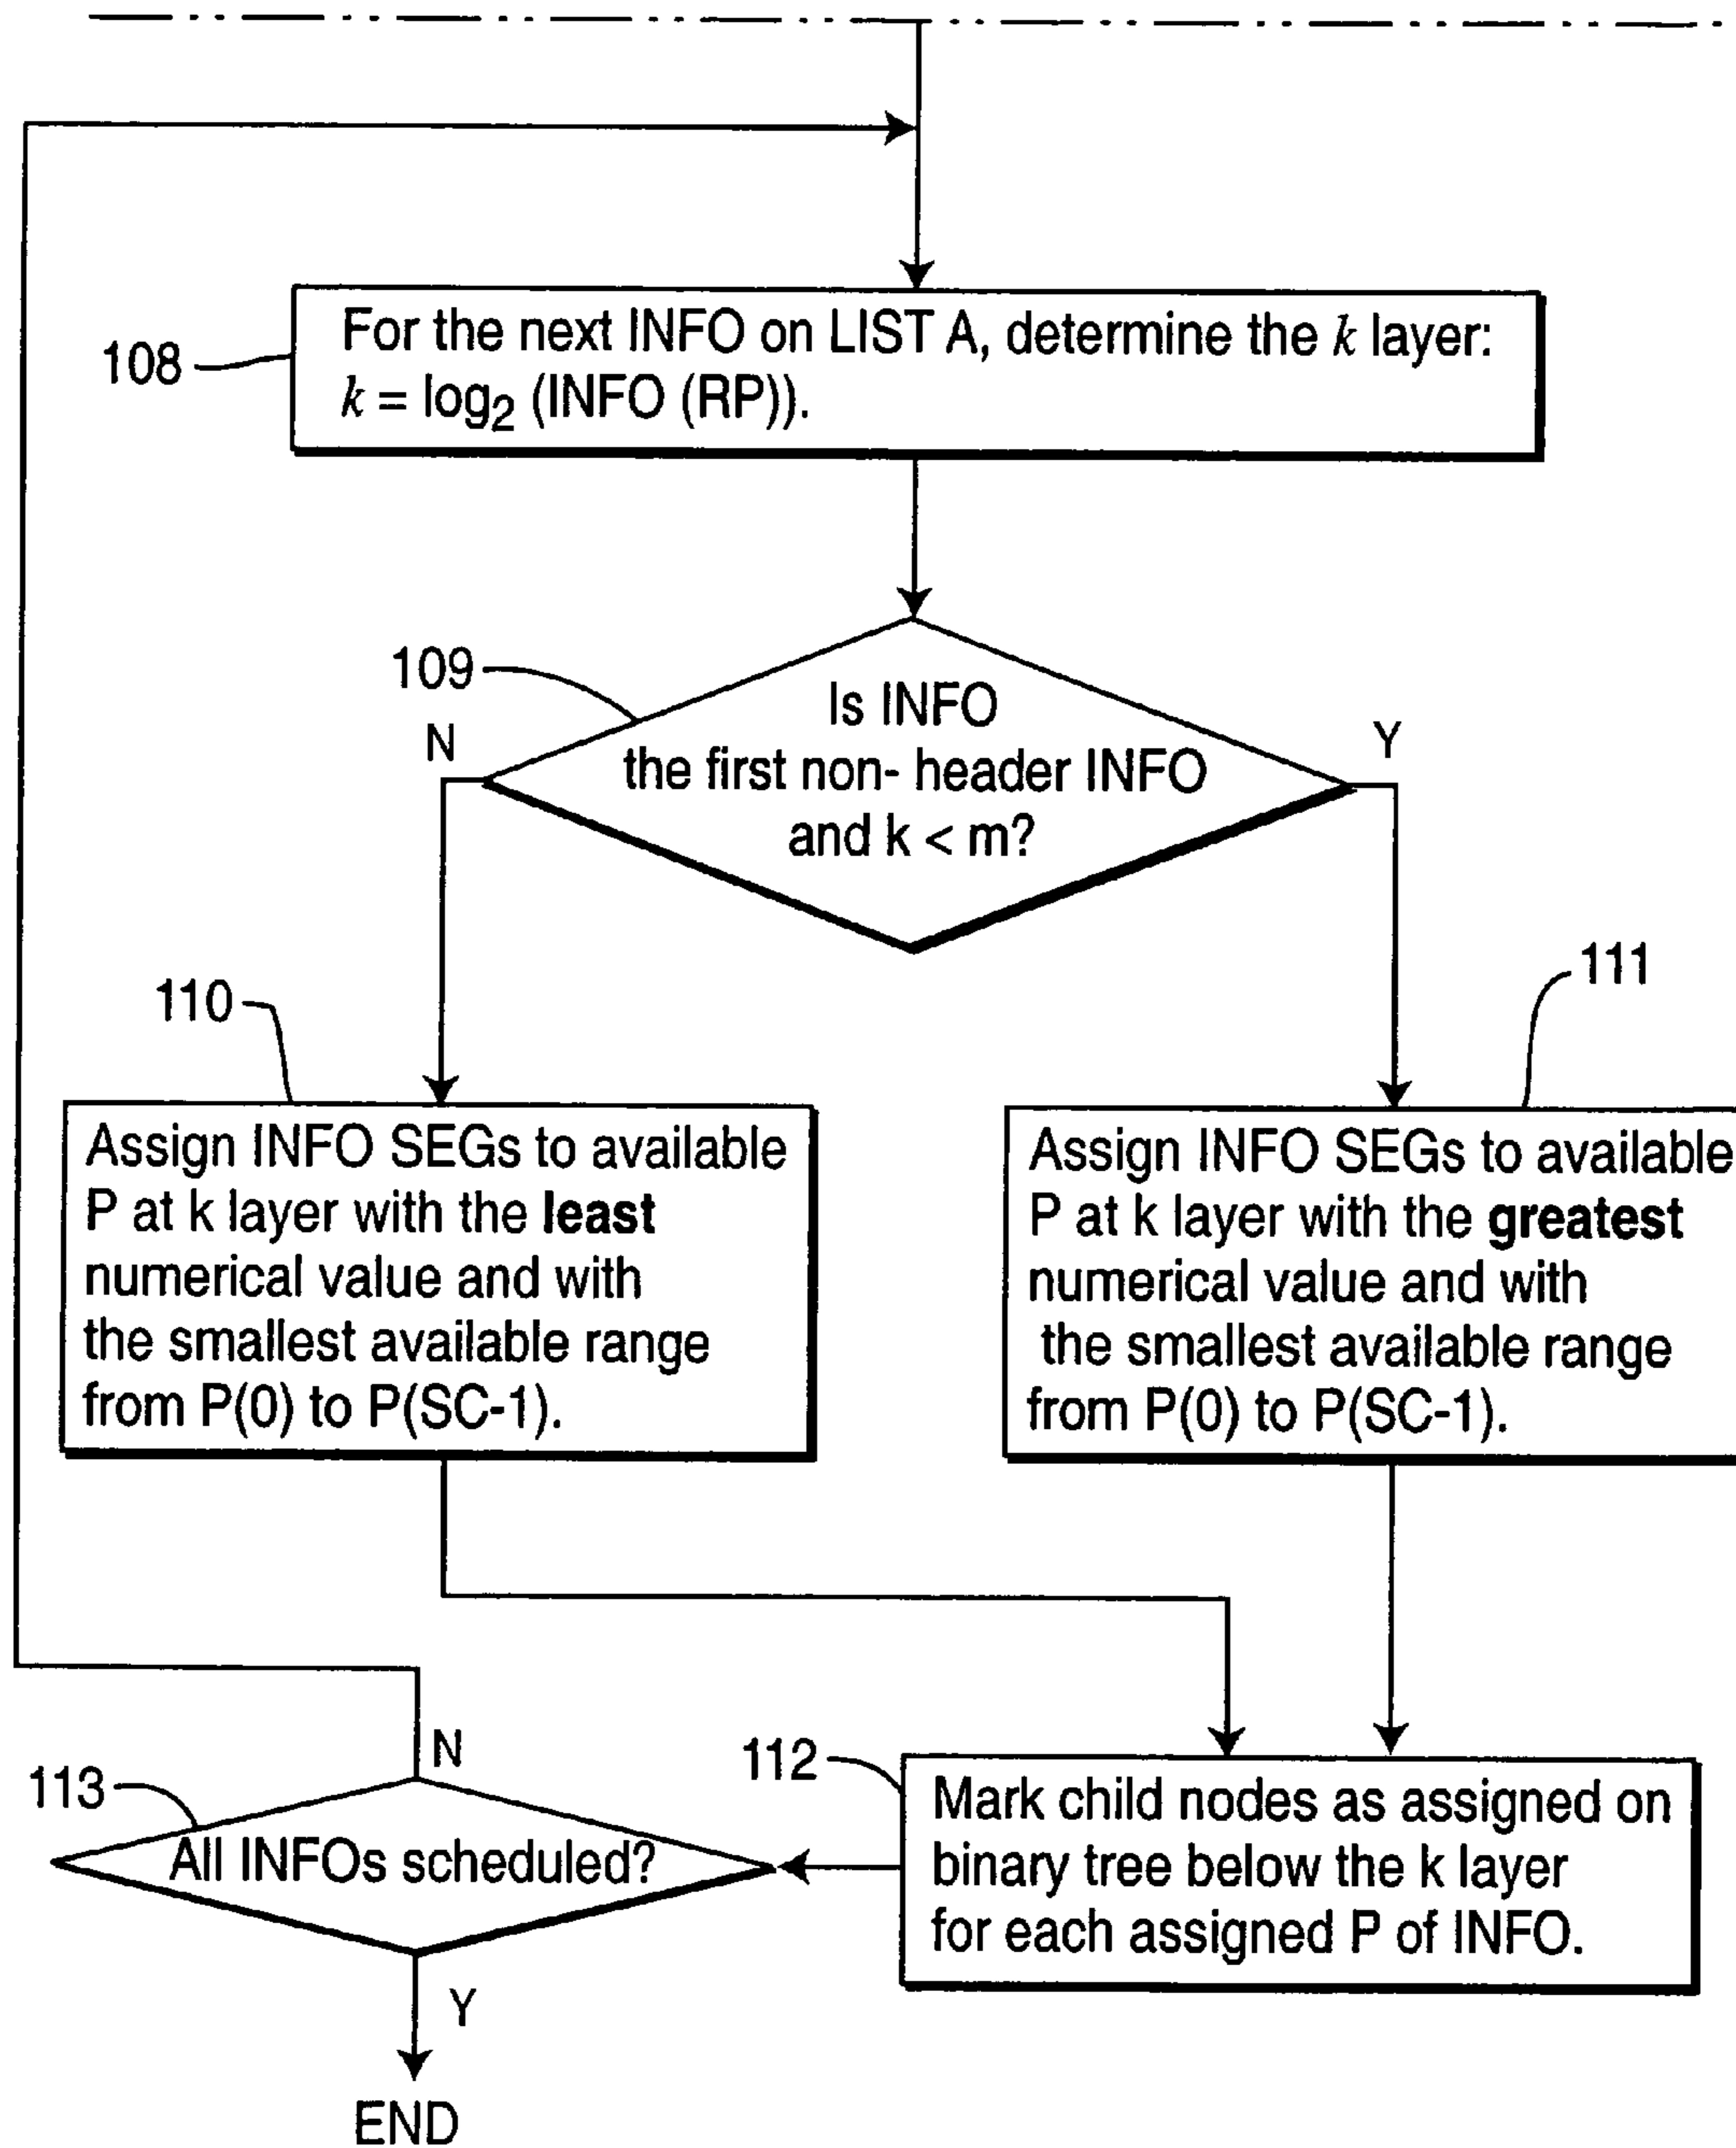 108
For the next INFO on LIST A, determine the k layer:
k = log2 (INFO (RP)).
109
Is INFO
the first non- header INFO
and k < m?
N
Y
110
111
Assign INFO SEGs to available
P at k layer with the least
numerical value and with
the smallest available range
from P(0) to P(SC-1).
Assign INFO SEGs to available
P at k layer with the greatest
numerical value and with
the smallest available range
from P(0) to P(SC-1).
112
Mark child nodes as assigned on
binary tree below the k layer
for each assigned P of INFO.
113
All INFOs scheduled?
N
Y
END